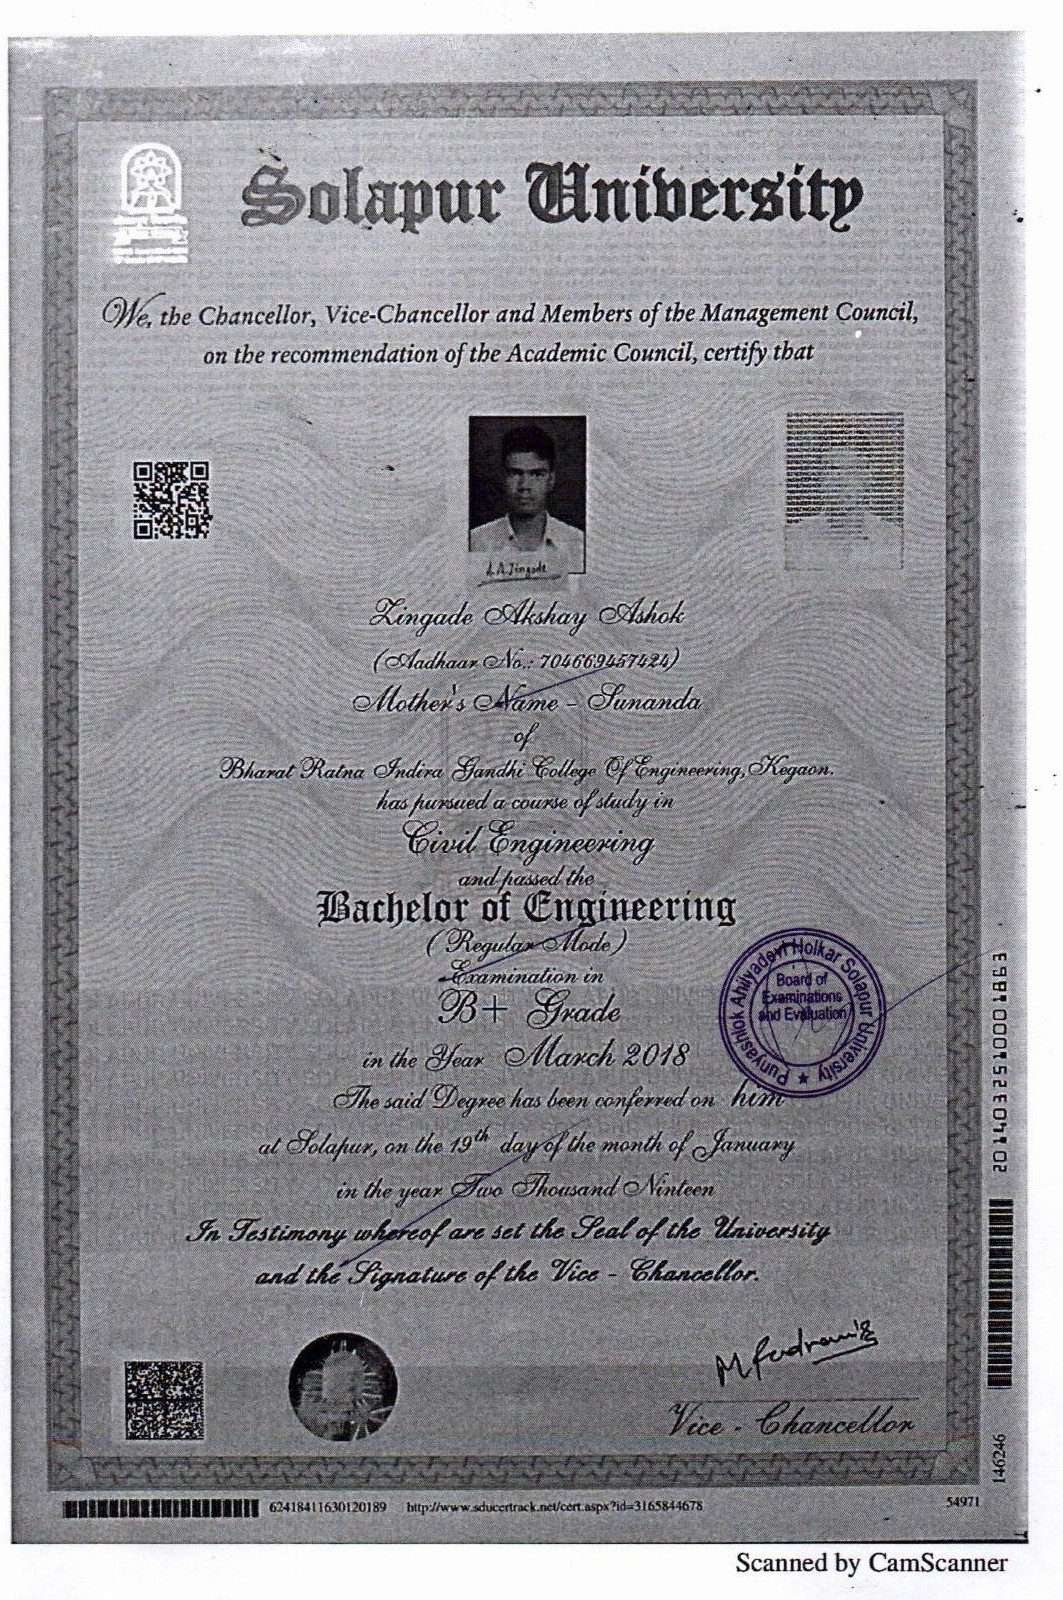 Solapur University
We, the Chancellor, Vice-Chancellor and Members of the Management Council,
on the recommendation of the Academic Council, certify that
A.A.Zingade
Zingade Akshay Ashok
(Aadhaar No.: 704669457424)
Mother's Name - Sunanda
of
Bharat Ratna Indira Gandhi College Of Engineering, Kegaon.
has pursued a course of study in
Civil Engineering
and passed the
Bachelor of Engineering
(Regular Mode)
Examination in
B+ Grade
in the Year March 2018
The said Degree has been conferred on him
at Solapur, on the 19th day of the month of January
in the year Two Thousand Ninteen
In Testimony whereof are set the Seal of the University
and the Signature of the Vice - Chancellor.
Punyashlok Ahilyadevi Holkar Solapur University
Board of
Examinations
and Evaluation
Vice - Chancellor
2014032510001863
146246
62418411630120189 http://www.sducertrack.net/cert.aspx?id=3165844678
54971
Scanned by CamScanner